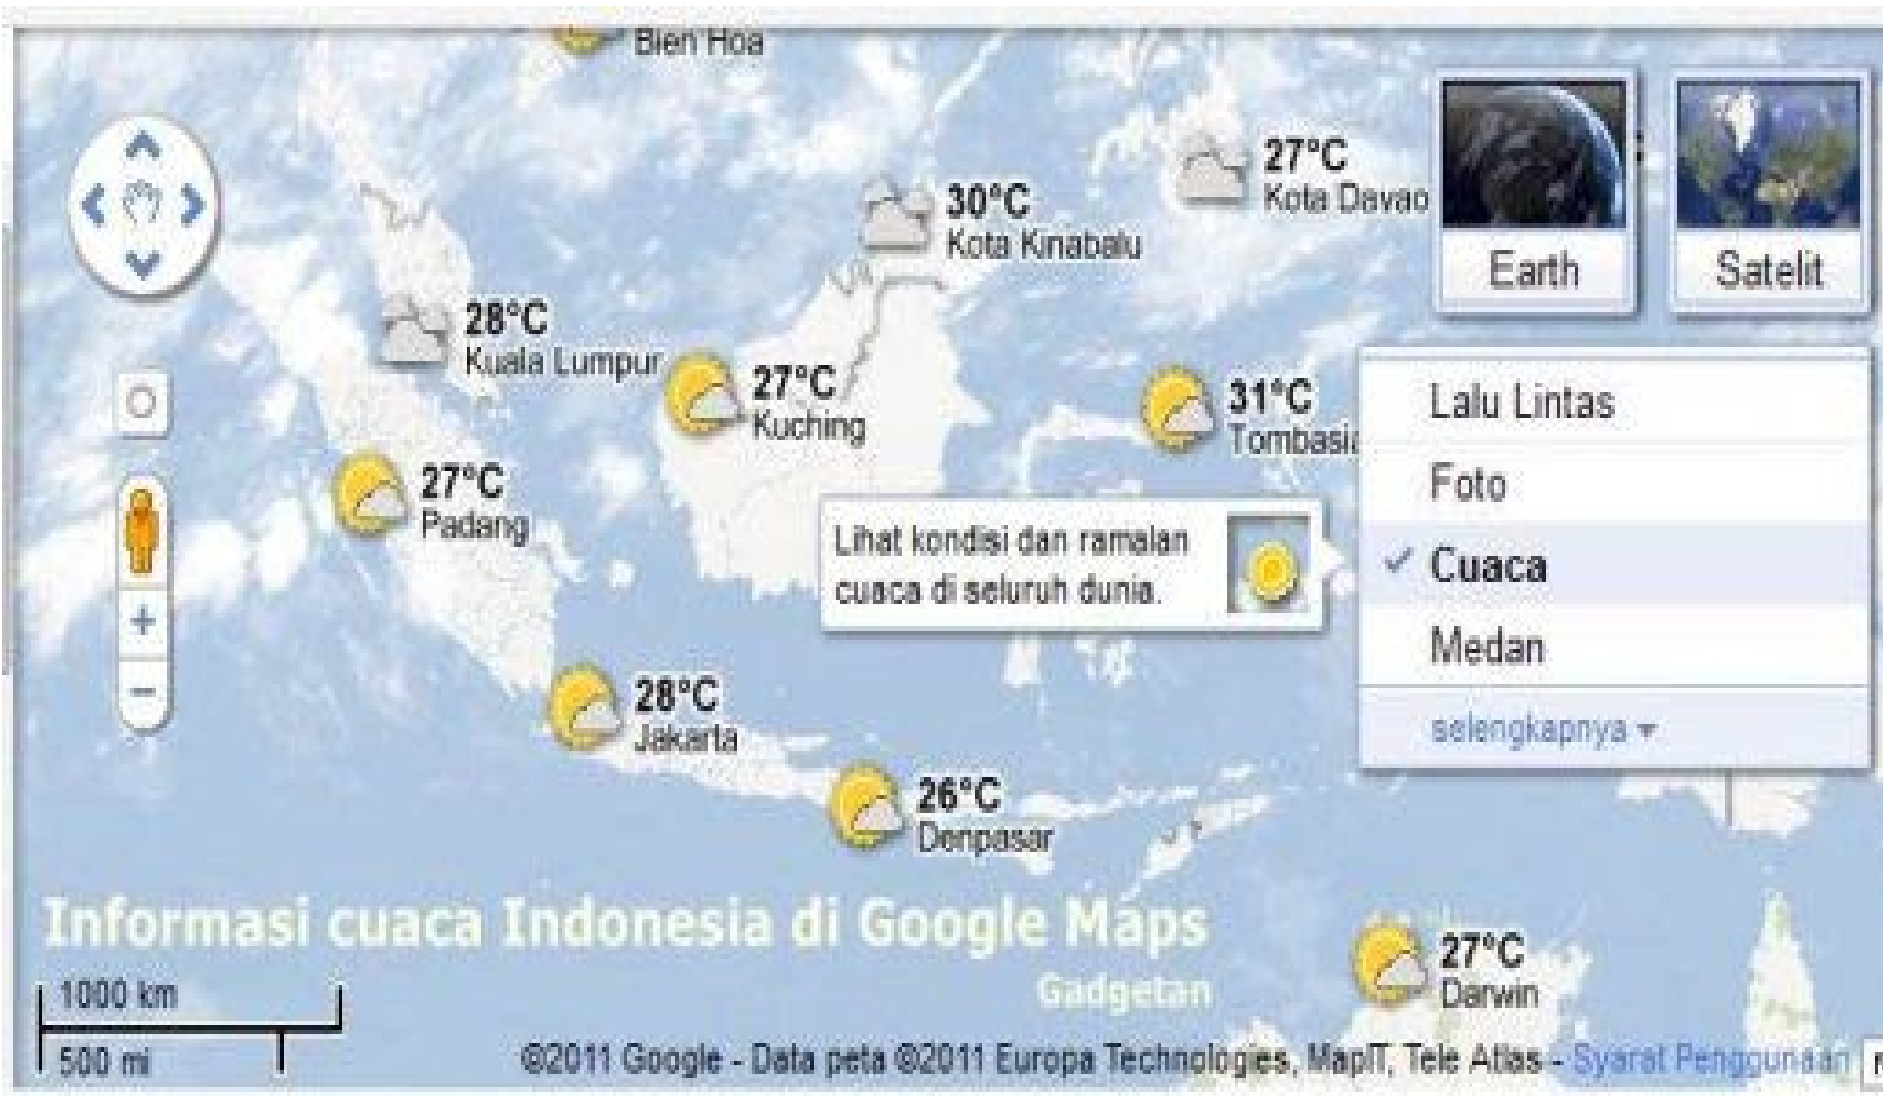 Bien Hoa
27°C
Kota Davao
30°C
Kota Kinabalu
Earth
Satelit
28°C
Kuala Lumpur
27°C
Kuching
31°C
Lalu Lintas
Foto
Cuaca
Medan
selengkapnya
27°C
Padang
Lihat kondisi dan ramalan
cuaca di seluruh dunia.
28°C
Jakarta
26°C
Denpasar
Informasi cuaca Indonesia di Google Maps
Gadgetan
27°C
Darwin
1000 km
500 mi
©2011 Google - Data peta ©2011 Europa Technologies, MapIT, Tele Atlas - Syarat Penggunaan